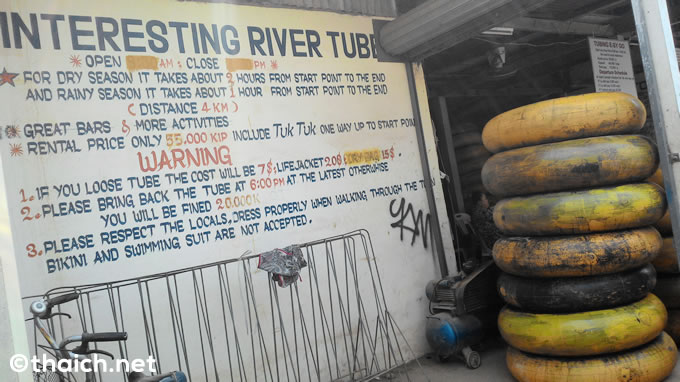 INTERESTING RIVER TUBE
* OPEN AM : CLOSE PM *
★ FOR DRY SEASON IT TAKES ABOUT 2 HOURS FROM START POINT TO THE END
AND RAINY SEASON IT TAKES ABOUT 1 HOUR FROM START POINT TO THE END
( DISTANCE 4 KM )
* GREAT BARS & MORE ACTIVITIES
* RENTAL PRICE ONLY 55.000 KIP INCLUDE TUK TUK ONE WAY UP TO START POIN
WARNING
1. IF YOU LOOSE TUBE THE COST WILL BE 7$; LIFEJACKET 20$; 15$.
2. PLEASE BRING BACK THE TUBE AT 6:00 PM AT THE LATEST OTHERWISE
YOU WILL BE FINED 20.000K
3. PLEASE RESPECT THE LOCALS, DRESS PROPERLY WHEN WALKING THROUGH THE T
BIKINI AND SWIMMING SUIT ARE NOT ACCEPTED.
TUBING
Departure Schedule
©thaich.net